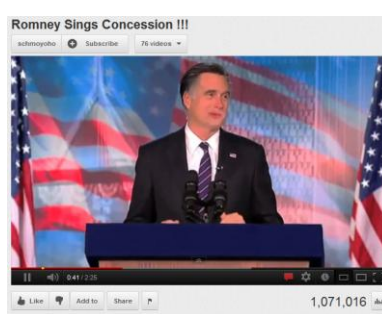 Romney Sings Concession !!!
schmoyoho Subscribe 76 videos
0:41 / 2:25
Like Add to Share
1,071,016